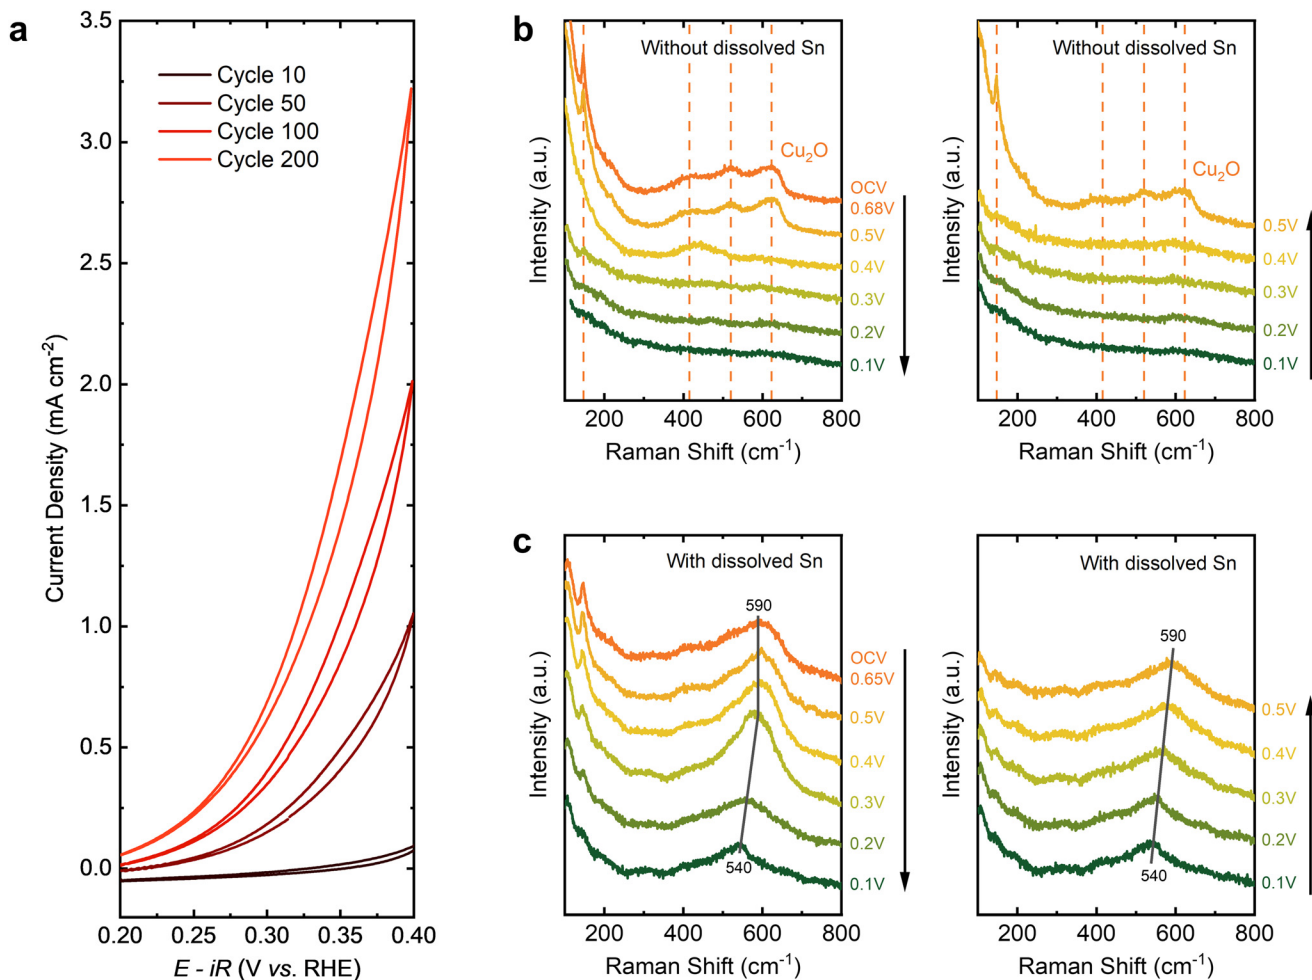 a
3.5
3.0
2.5
2.0
1.5
1.0
0.5
0.0
Current Density (mA cm⁻²)
Cycle 10
Cycle 50
Cycle 100
Cycle 200
0.20 0.25 0.30 0.35 0.40
E - iR (V vs. RHE)
b
Intensity (a.u.)
Without dissolved Sn
Cu₂O
OCV
0.68V
0.5V
0.4V
0.3V
0.2V
0.1V
200 400 600 800
Raman Shift (cm⁻¹)
Intensity (a.u.)
Without dissolved Sn
Cu₂O
0.5V
0.4V
0.3V
0.2V
0.1V
200 400 600 800
Raman Shift (cm⁻¹)
c
Intensity (a.u.)
With dissolved Sn
590
OCV
0.65V
0.5V
0.4V
0.3V
0.2V
540
0.1V
200 400 600 800
Raman Shift (cm⁻¹)
Intensity (a.u.)
With dissolved Sn
590
0.5V
0.4V
0.3V
0.2V
540
0.1V
200 400 600 800
Raman Shift (cm⁻¹)